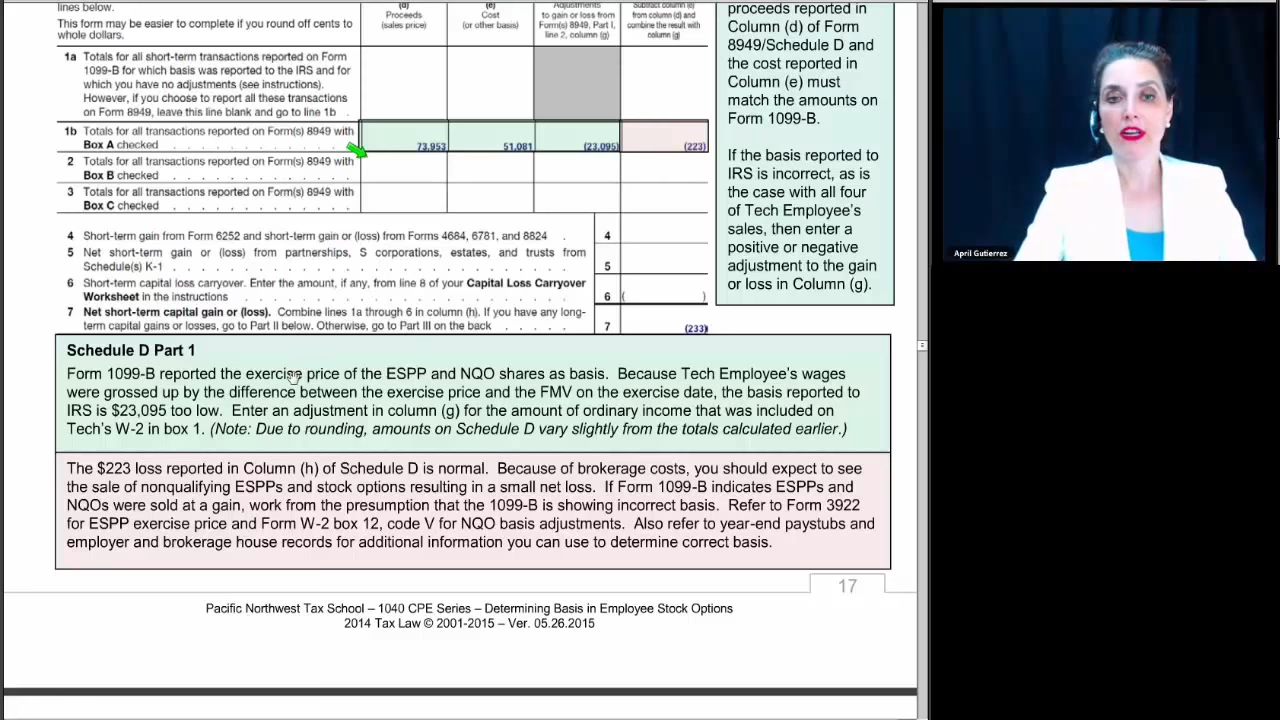 lines below.
This form may be easier to complete if you round off cents to
whole dollars.
(d)
Proceeds
(sales price)
(e)
Cost
(or other basis)
Adjustments
to gain or loss from
Form(s) 8949, Part I,
line 2, column (g)
Subtract column (e)
from column (d) and
combine the result with
column (g)
1a Totals for all short-term transactions reported on Form
1099-B for which basis was reported to the IRS and for
which you have no adjustments (see instructions).
However, if you choose to report all these transactions
on Form 8949, leave this line blank and go to line 1b .
1b Totals for all transactions reported on Form(s) 8949 with
Box A checked . . . . . . . . . . . . . 73,953 51,081 (23,095) (223)
2 Totals for all transactions reported on Form(s) 8949 with
Box B checked . . . . . . . . . . . . .
3 Totals for all transactions reported on Form(s) 8949 with
Box C checked . . . . . . . . . . . . .
4 Short-term gain from Form 6252 and short-term gain or (loss) from Forms 4684, 6781, and 8824 . 4
5 Net short-term gain or (loss) from partnerships, S corporations, estates, and trusts from
Schedule(s) K-1 . . . . . . . . . . . . . . . . . . . . . . . . 5
6 Short-term capital loss carryover. Enter the amount, if any, from line 8 of your Capital Loss Carryover
Worksheet in the instructions . . . . . . . . . . . . . . . . . . . 6 ( )
7 Net short-term capital gain or (loss). Combine lines 1a through 6 in column (h). If you have any long-
term capital gains or losses, go to Part II below. Otherwise, go to Part III on the back . . . . . 7 (233)
proceeds reported in
Column (d) of Form
8949/Schedule D and
the cost reported in
Column (e) must
match the amounts on
Form 1099-B.
If the basis reported to
IRS is incorrect, as is
the case with all four
of Tech Employee's
sales, then enter a
positive or negative
adjustment to the gain
or loss in Column (g).
Schedule D Part 1
Form 1099-B reported the exercise price of the ESPP and NQO shares as basis. Because Tech Employee's wages
were grossed up by the difference between the exercise price and the FMV on the exercise date, the basis reported to
IRS is $23,095 too low. Enter an adjustment in column (g) for the amount of ordinary income that was included on
Tech's W-2 in box 1. (Note: Due to rounding, amounts on Schedule D vary slightly from the totals calculated earlier.)
The $223 loss reported in Column (h) of Schedule D is normal. Because of brokerage costs, you should expect to see
the sale of nonqualifying ESPPs and stock options resulting in a small net loss. If Form 1099-B indicates ESPPs and
NQOs were sold at a gain, work from the presumption that the 1099-B is showing incorrect basis. Refer to Form 3922
for ESPP exercise price and Form W-2 box 12, code V for NQO basis adjustments. Also refer to year-end paystubs and
employer and brokerage house records for additional information you can use to determine correct basis.
17
Pacific Northwest Tax School – 1040 CPE Series – Determining Basis in Employee Stock Options
2014 Tax Law © 2001-2015 – Ver. 05.26.2015
April Gutierrez